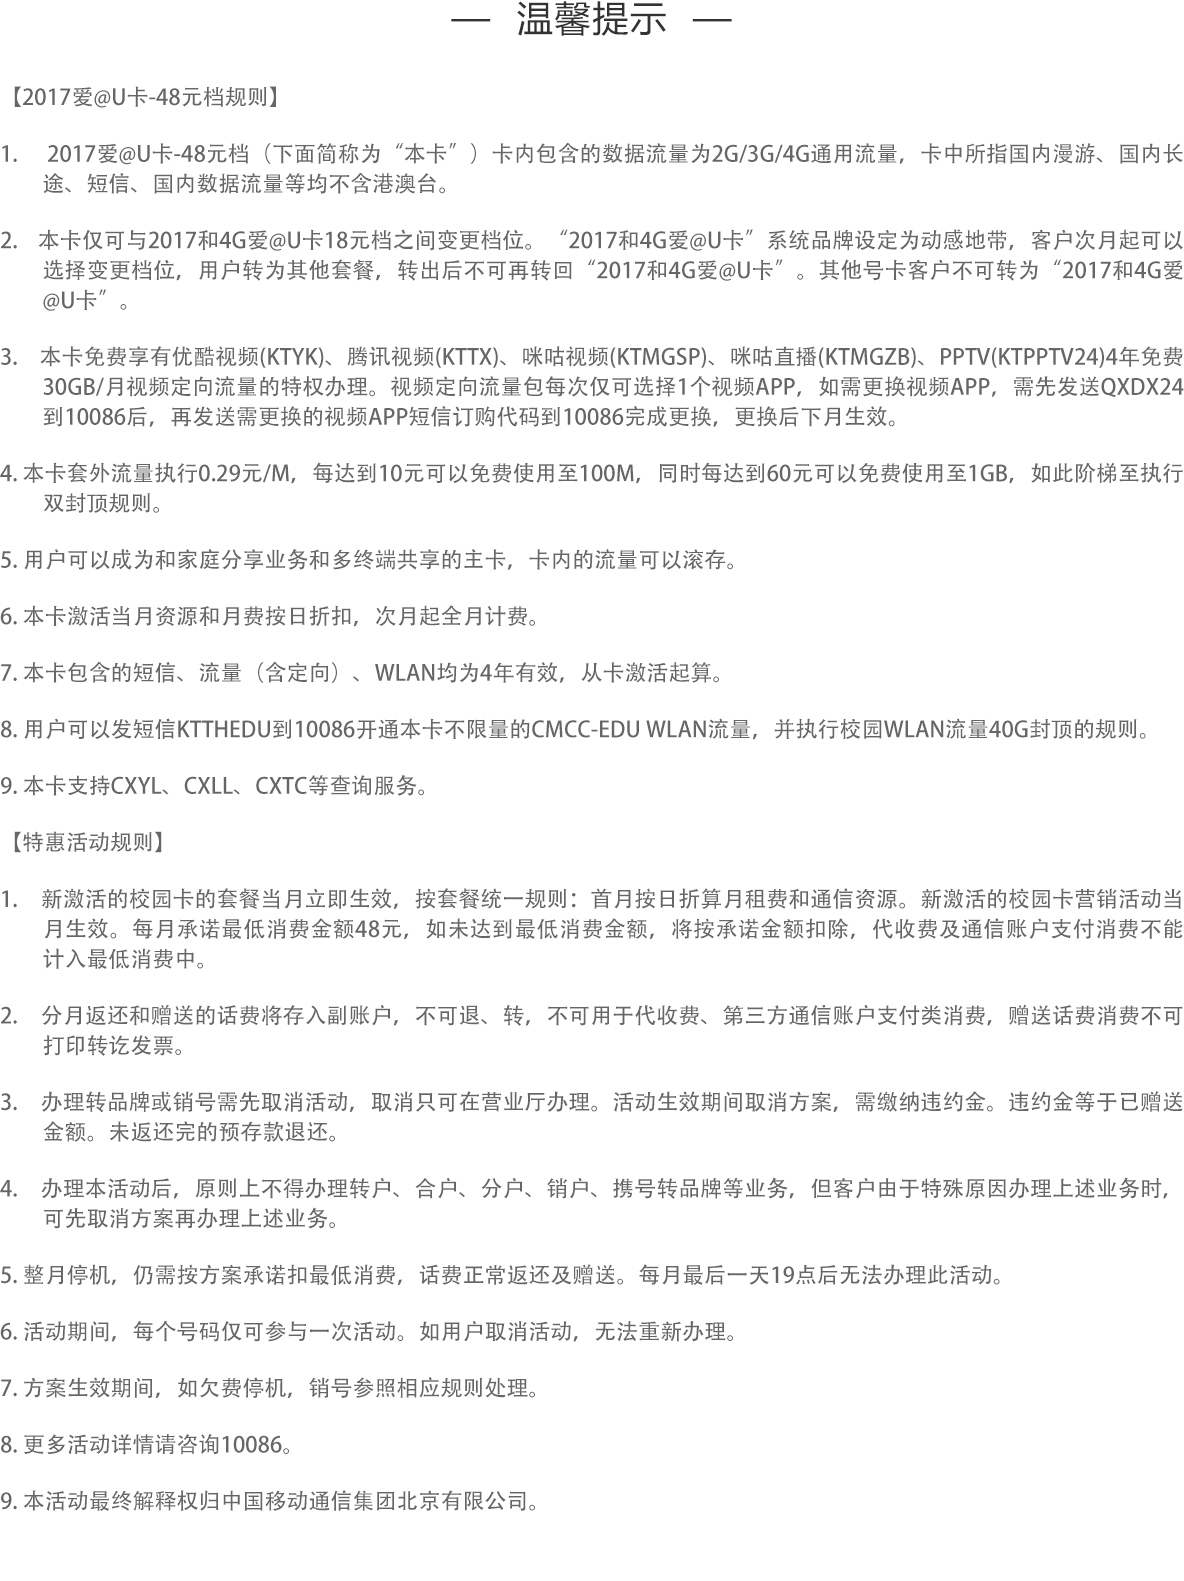 — 温馨提示 —
【2017爱@U卡-48元档规则】
1. 2017爱@U卡-48元档（下面简称为“本卡”）卡内包含的数据流量为2G/3G/4G通用流量，卡中所指国内漫游、国内长
途、短信、国内数据流量等均不含港澳台。
2. 本卡仅可与2017和4G爱@U卡18元档之间变更档位。“2017和4G爱@U卡”系统品牌设定为动感地带，客户次月起可以
选择变更档位，用户转为其他套餐，转出后不可再转回“2017和4G爱@U卡”。其他号卡客户不可转为“2017和4G爱
@U卡”。
3. 本卡免费享有优酷视频(KTYK)、腾讯视频(KTTX)、咪咕视频(KTMGSP)、咪咕直播(KTMGZB)、PPTV(KTPPTV24)4年免费
30GB/月视频定向流量的特权办理。视频定向流量包每次仅可选择1个视频APP，如需更换视频APP，需先发送QXDX24
到10086后，再发送需更换的视频APP短信订购代码到10086完成更换，更换后下月生效。
4. 本卡套外流量执行0.29元/M，每达到10元可以免费使用至100M，同时每达到60元可以免费使用至1GB，如此阶梯至执行
双封顶规则。
5. 用户可以成为和家庭分享业务和多终端共享的主卡，卡内的流量可以滚存。
6. 本卡激活当月资源和月费按日折扣，次月起全月计费。
7. 本卡包含的短信、流量（含定向）、WLAN均为4年有效，从卡激活起算。
8. 用户可以发短信KTTHEDU到10086开通本卡不限量的CMCC-EDU WLAN流量，并执行校园WLAN流量40G封顶的规则。
9. 本卡支持CXYL、CXLL、CXTC等查询服务。
【特惠活动规则】
1. 新激活的校园卡的套餐当月立即生效，按套餐统一规则：首月按日折算月租费和通信资源。新激活的校园卡营销活动当
月生效。每月承诺最低消费金额48元，如未达到最低消费金额，将按承诺金额扣除，代收费及通信账户支付消费不能
计入最低消费中。
2. 分月返还和赠送的话费将存入副账户，不可退、转，不可用于代收费、第三方通信账户支付类消费，赠送话费消费不可
打印转讫发票。
3. 办理转品牌或销号需先取消活动，取消只可在营业厅办理。活动生效期间取消方案，需缴纳违约金。违约金等于已赠送
金额。未返还完的预存款退还。
4. 办理本活动后，原则上不得办理转户、合户、分户、销户、携号转品牌等业务，但客户由于特殊原因办理上述业务时，
可先取消方案再办理上述业务。
5. 整月停机，仍需按方案承诺扣最低消费，话费正常返还及赠送。每月最后一天19点后无法办理此活动。
6. 活动期间，每个号码仅可参与一次活动。如用户取消活动，无法重新办理。
7. 方案生效期间，如欠费停机，销号参照相应规则处理。
8. 更多活动详情请咨询10086。
9. 本活动最终解释权归中国移动通信集团北京有限公司。